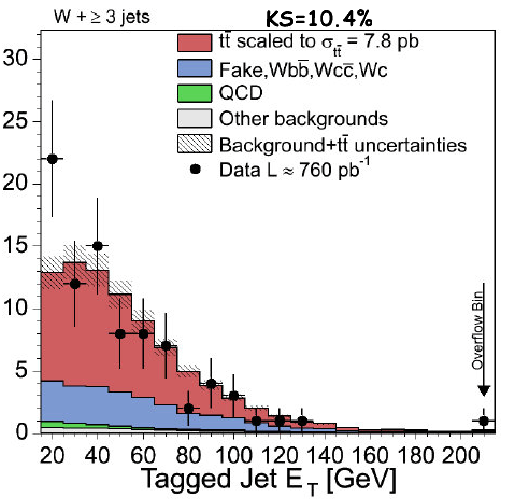 W + ≥ 3 jets
KS=10.4%
tt̄ scaled to σtt̄ = 7.8 pb
Fake,Wbb̄,Wcc̄,Wc
QCD
Other backgrounds
Background+tt̄ uncertainties
Data L ≈ 760 pb⁻¹
30
25
20
15
10
5
0
Overflow Bin
20 40 60 80 100 120 140 160 180 200
Tagged Jet E_T [GeV]